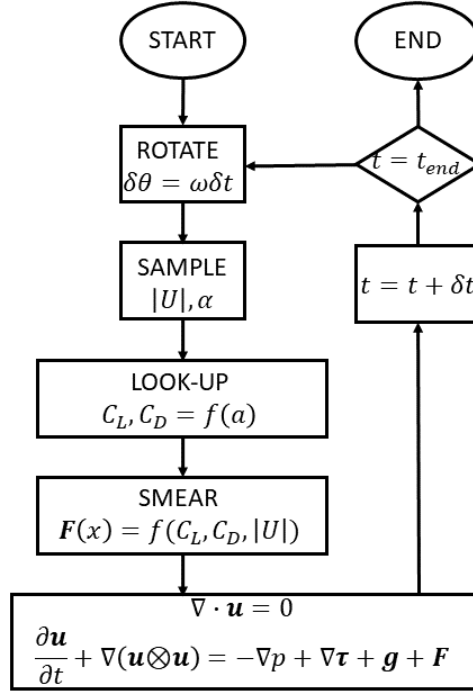 START
END
ROTATE
δθ = ωδt
t = t_end
SAMPLE
|U|, α
t = t + δt
LOOK-UP
C_L, C_D = f(a)
SMEAR
F(x) = f(C_L, C_D, |U|)
∇ · u = 0
∂u/∂t + ∇(u⊗u) = −∇p + ∇τ + g + F